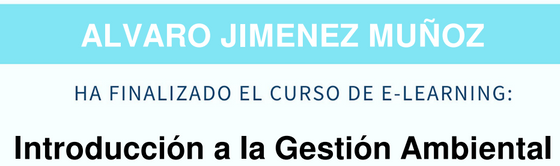 ALVARO JIMENEZ MUÑOZ
HA FINALIZADO EL CURSO DE E-LEARNING:
Introducción a la Gestión Ambiental